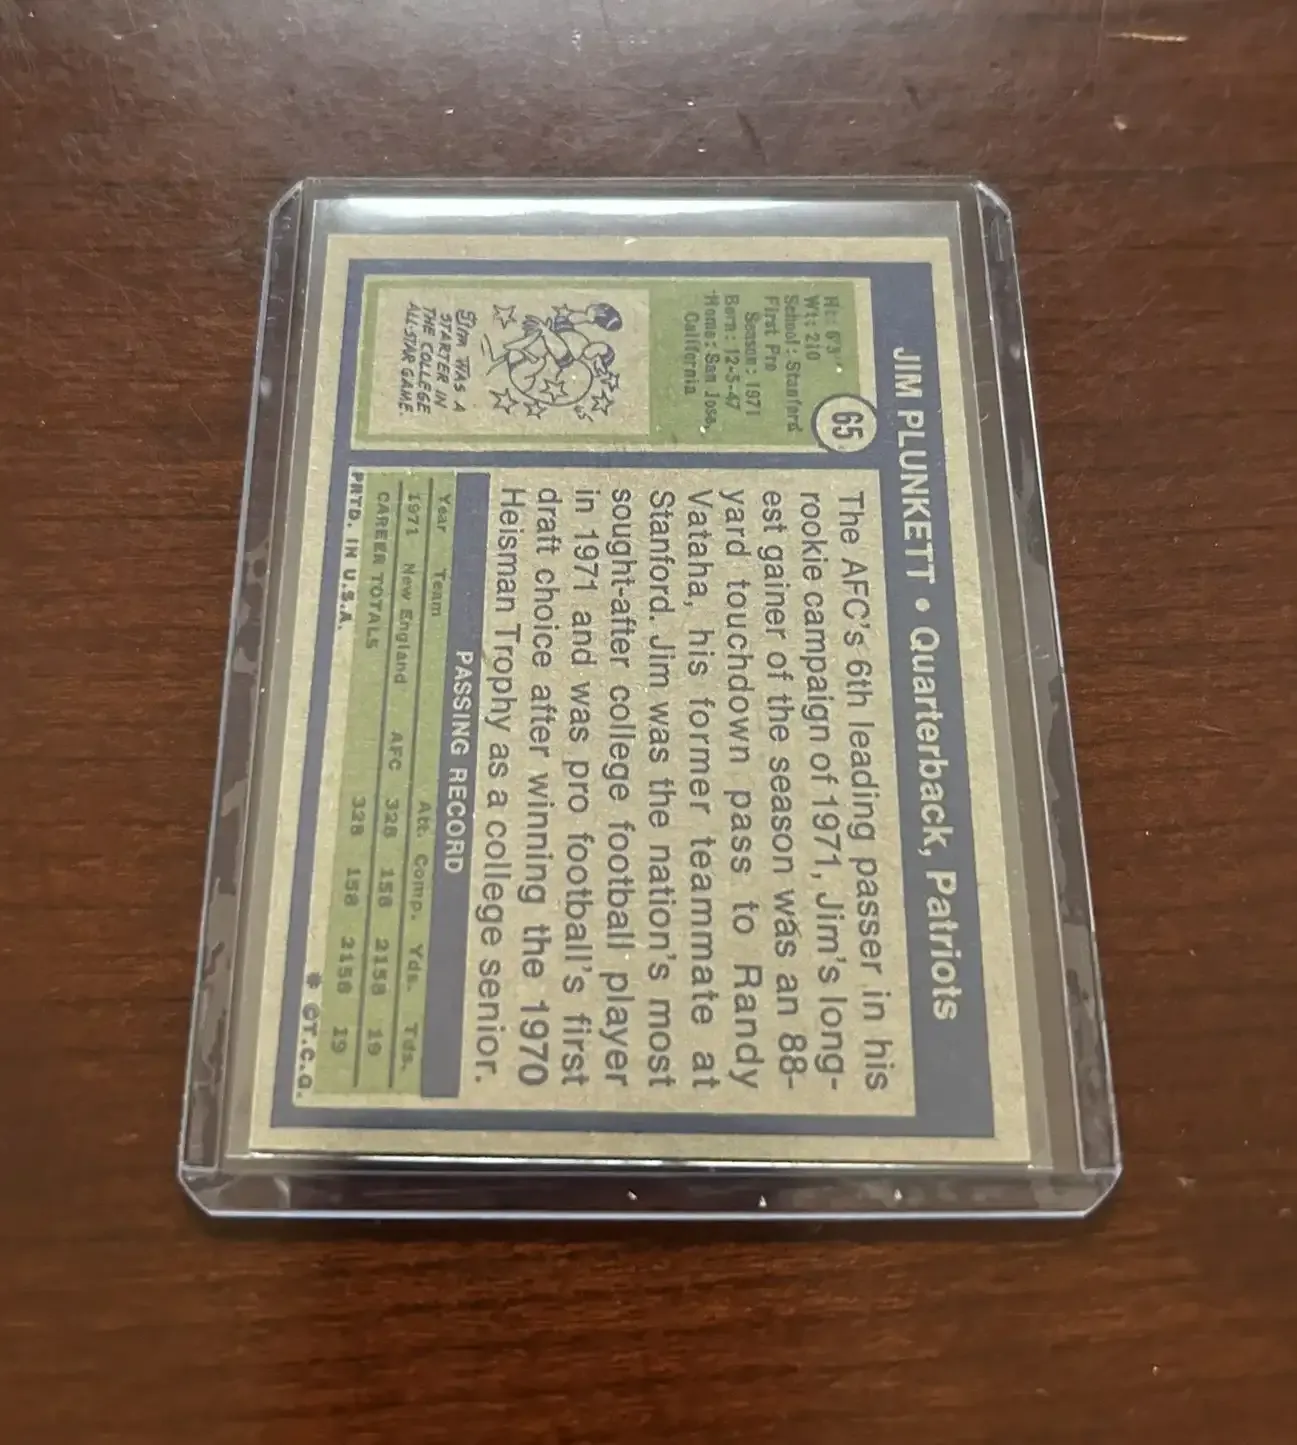 JIM PLUNKETT • Quarterback, Patriots
65
Ht: 6'3"
Wt: 210
School: Stanford
First Pro
Season: 1971
Born: 12-5-47
Home: San Jose,
California
JIM WAS A
STARTER IN
THE COLLEGE
ALL-STAR GAME.
The AFC's 6th leading passer in his
rookie campaign of 1971, Jim's long-
est gainer of the season was an 88-
yard touchdown pass to Randy
Vataha, his former teammate at
Stanford. Jim was the nation's most
sought-after college football player
in 1971 and was pro football's first
draft choice after winning the 1970
Heisman Trophy as a college senior.
PASSING RECORD
Year Team Att. Comp. Yds. Tds.
1971 New England AFC 328 158 2158 19
CAREER TOTALS 328 158 2158 19
PRTD. IN U.S.A. * ©T.C.G.